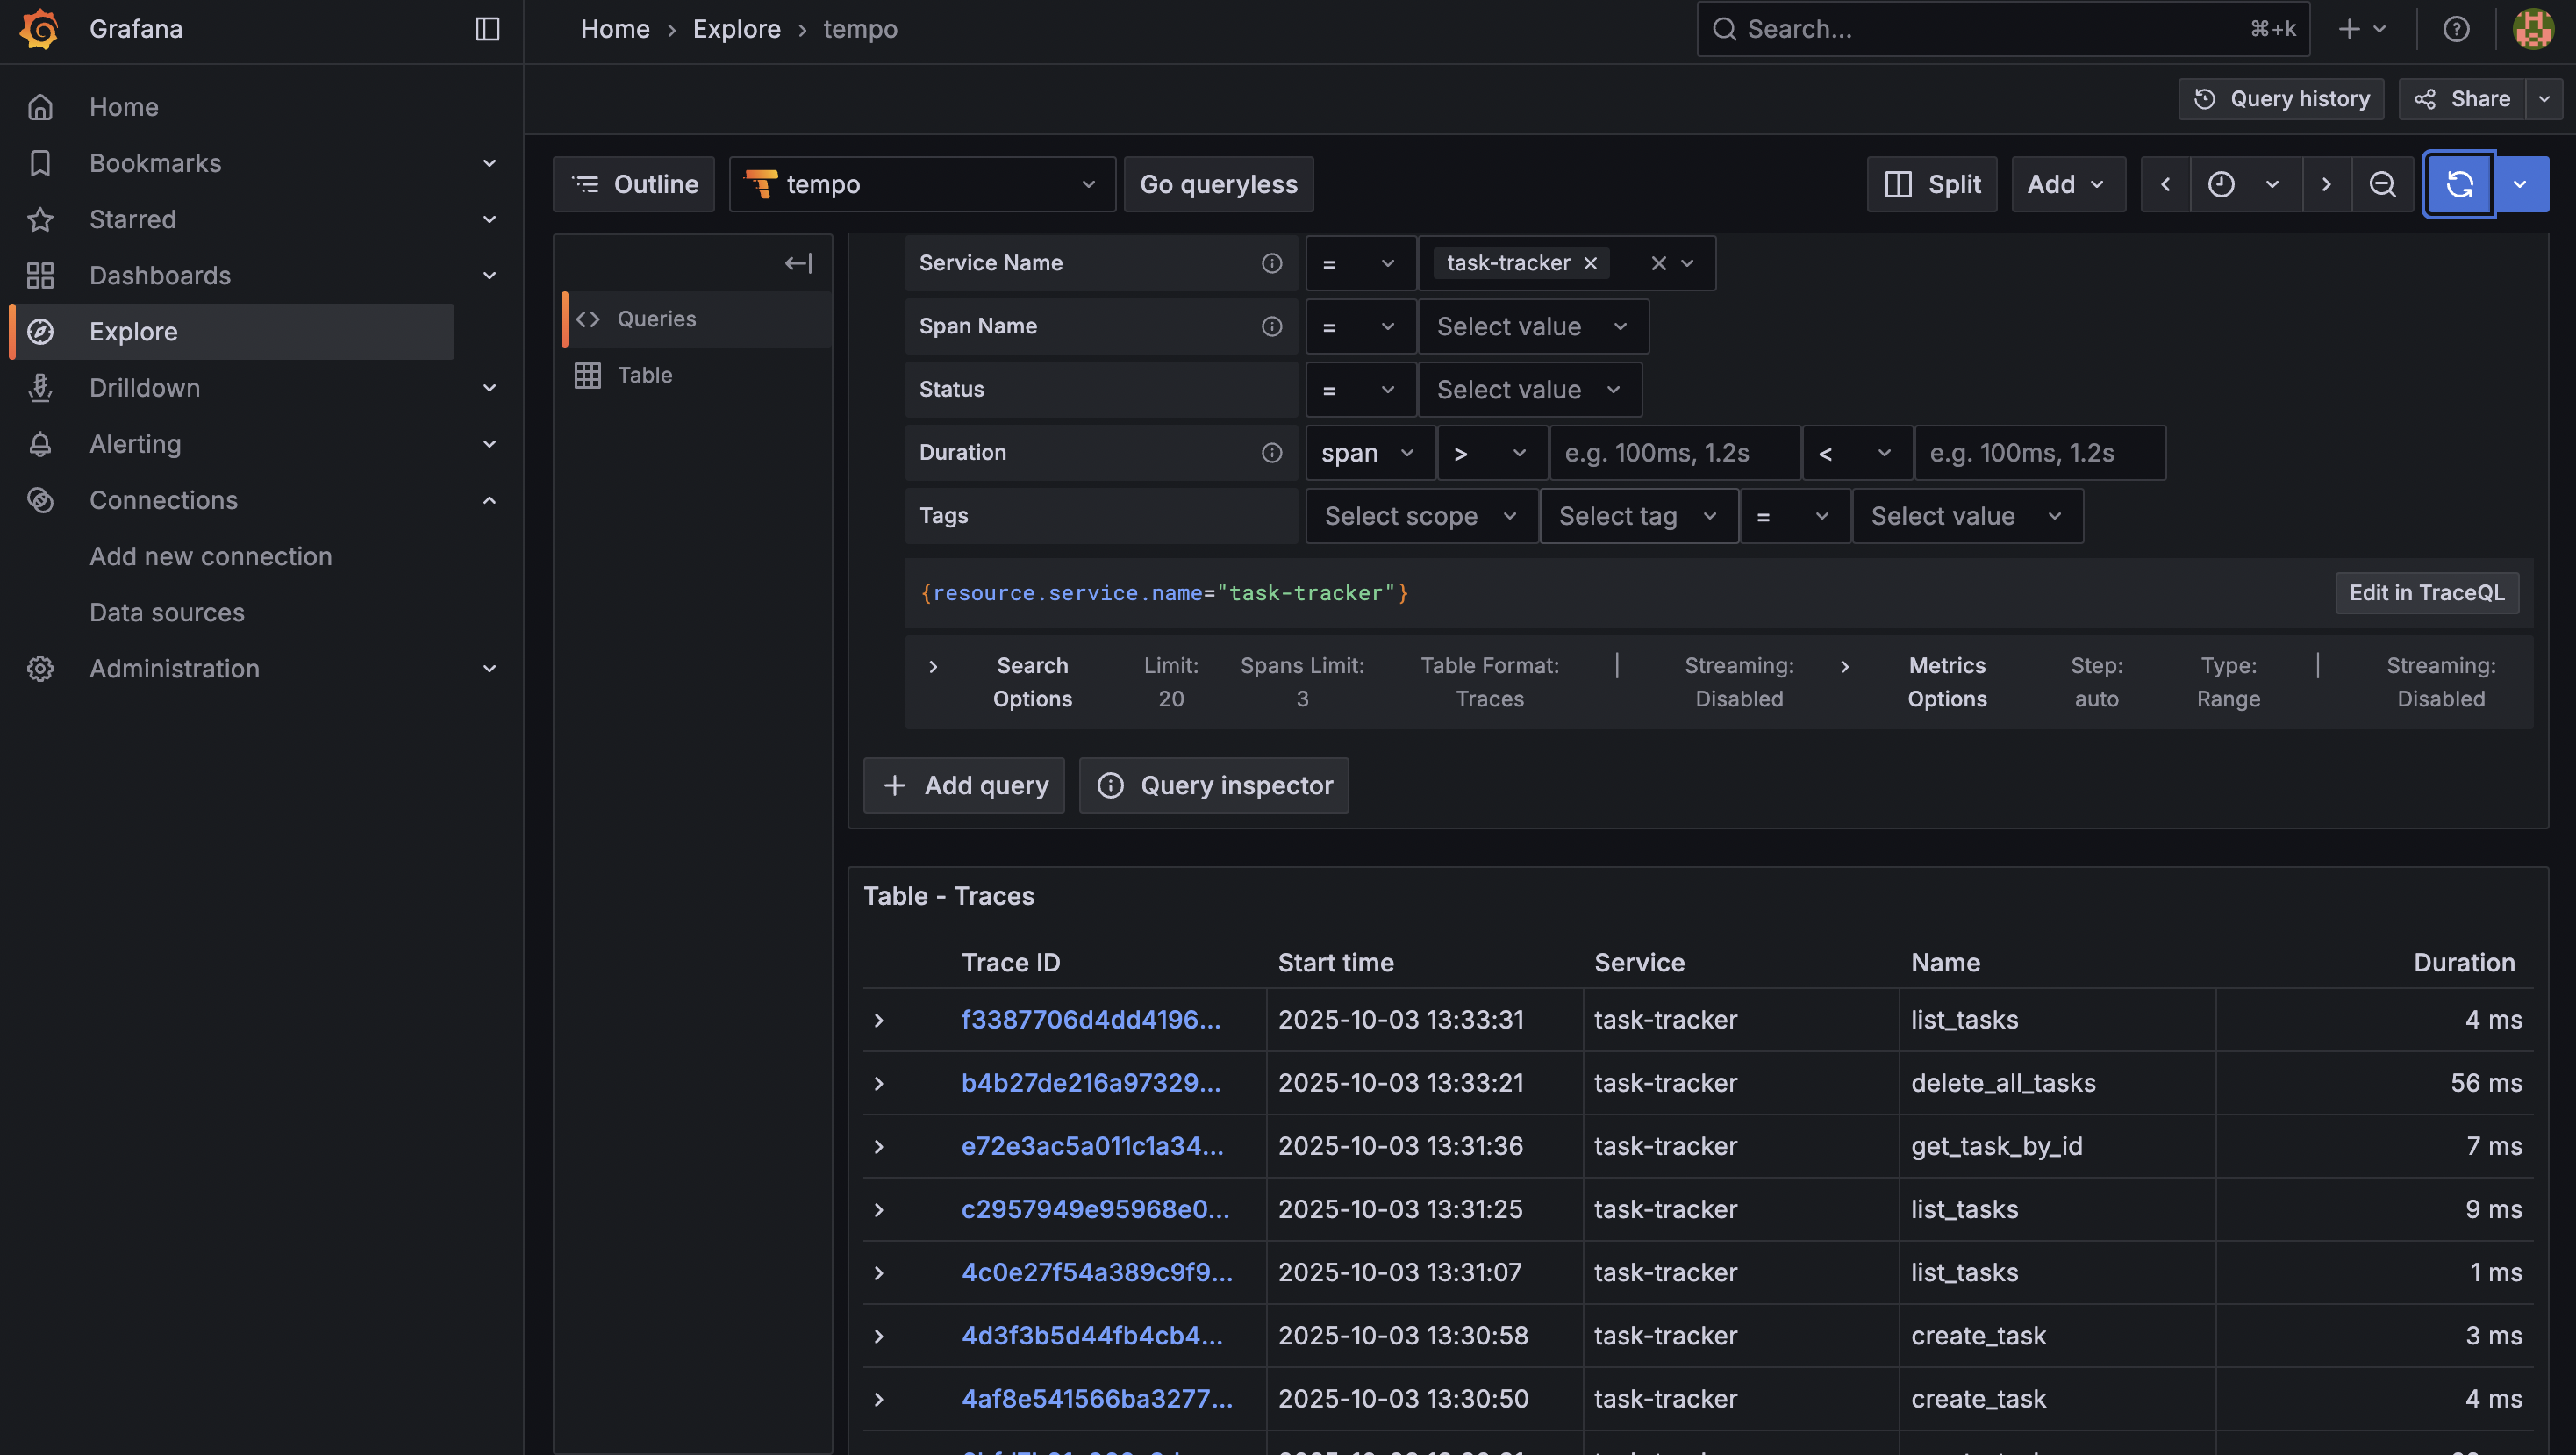 Grafana
Home › Explore › tempo
Search...
⌘+k
Query history
Share
Home
Bookmarks
Starred
Dashboards
Explore
Drilldown
Alerting
Connections
Add new connection
Data sources
Administration
Outline
tempo
Go queryless
Split
Add
Queries
Table
Service Name = task-tracker
Span Name = Select value
Status = Select value
Duration span > e.g. 100ms, 1.2s < e.g. 100ms, 1.2s
Tags Select scope Select tag = Select value
{resource.service.name="task-tracker"}
Edit in TraceQL
Search Limit: Spans Limit: Table Format: | Streaming: Metrics Step: Type: | Streaming:
Options 20 3 Traces Disabled Options auto Range Disabled
Add query
Query inspector
Table - Traces
Trace ID Start time Service Name Duration
f3387706d4dd4196... 2025-10-03 13:33:31 task-tracker list_tasks 4 ms
b4b27de216a97329... 2025-10-03 13:33:21 task-tracker delete_all_tasks 56 ms
e72e3ac5a011c1a34... 2025-10-03 13:31:36 task-tracker get_task_by_id 7 ms
c2957949e95968e0... 2025-10-03 13:31:25 task-tracker list_tasks 9 ms
4c0e27f54a389c9f9... 2025-10-03 13:31:07 task-tracker list_tasks 1 ms
4d3f3b5d44fb4cb4... 2025-10-03 13:30:58 task-tracker create_task 3 ms
4af8e541566ba3277... 2025-10-03 13:30:50 task-tracker create_task 4 ms